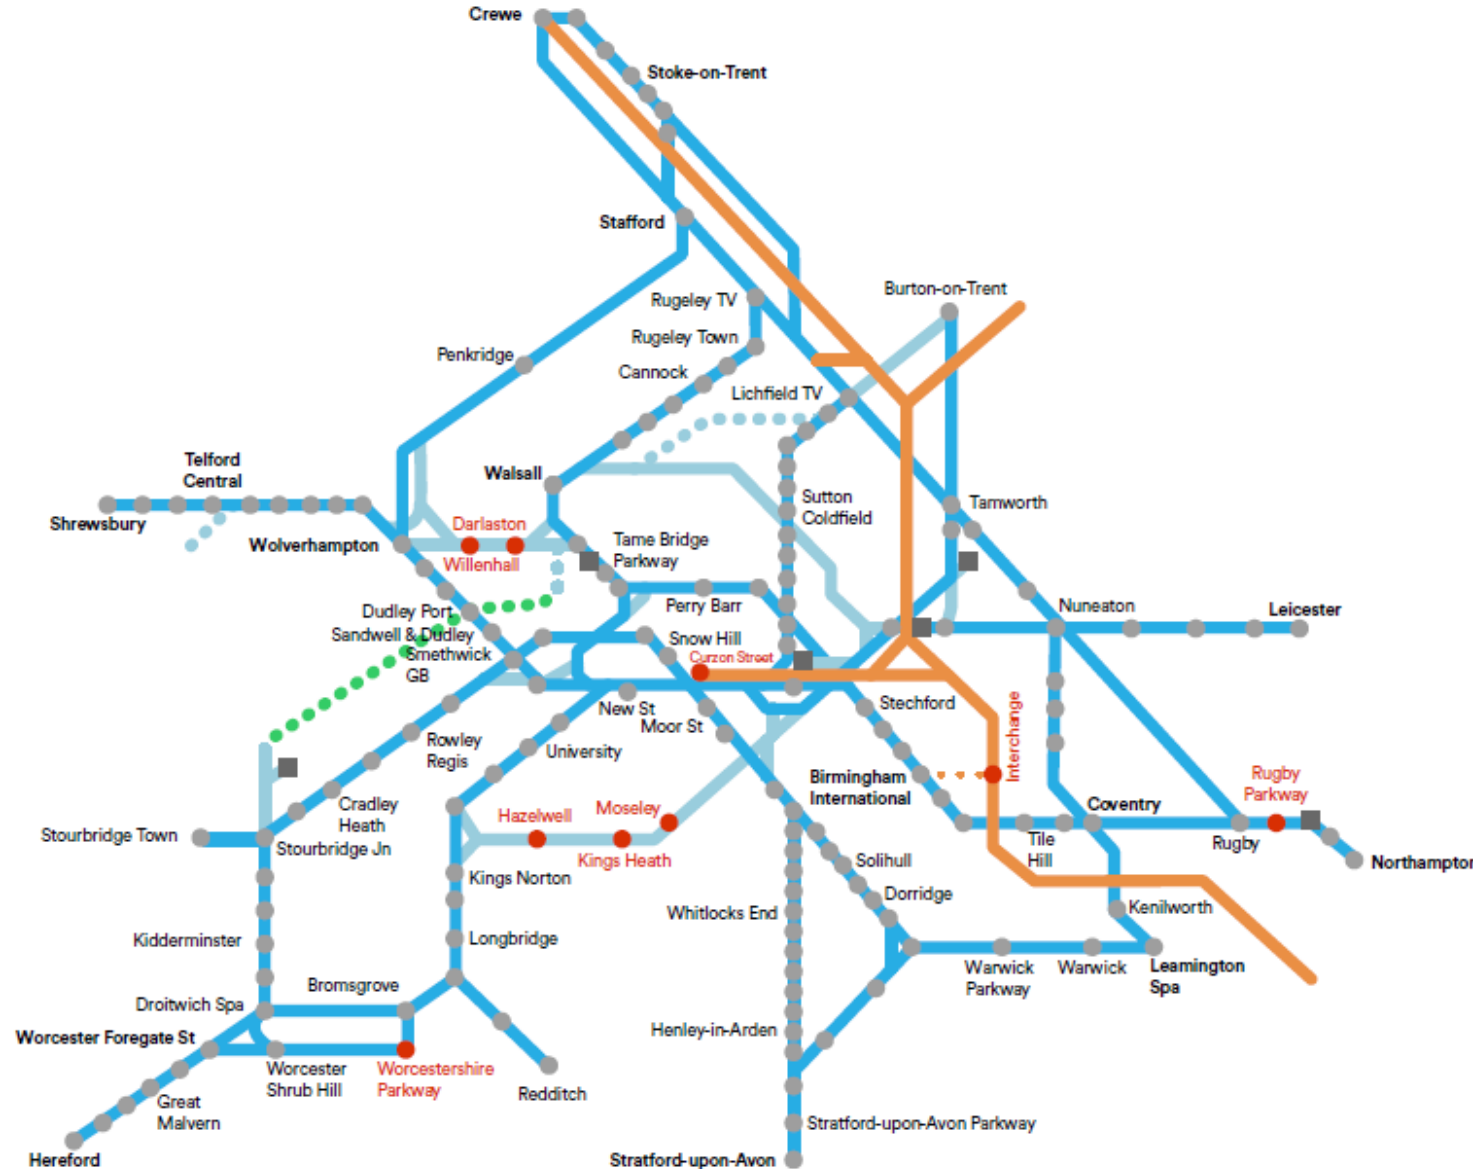 Crewe
Stoke-on-Trent
Stafford
Burton-on-Trent
Rugeley TV
Rugeley Town
Penkridge
Cannock
Lichfield TV
Telford
Central
Walsall
Sutton
Coldfield
Tamworth
Shrewsbury
Darlaston
Wolverhampton
Tame Bridge
Parkway
Willenhall
Perry Barr
Nuneaton
Leicester
Dudley Port
Sandwell & Dudley
Snow Hill
Smethwick
GB
Curzon Street
Stechford
New St
Moor St
Interchange
Rowley
Regis
University
Birmingham
International
Rugby
Parkway
Cradley
Heath
Hazelwell
Moseley
Coventry
Stourbridge Town
Stourbridge Jn
Kings Heath
Tile
Hill
Rugby
Northampton
Solihull
Kings Norton
Dorridge
Whitlocks End
Kenilworth
Kidderminster
Longbridge
Warwick
Parkway
Warwick
Leamington
Spa
Bromsgrove
Droitwich Spa
Henley-in-Arden
Worcester Foregate St
Worcester
Shrub Hill
Worcestershire
Parkway
Redditch
Great
Malvern
Stratford-upon-Avon Parkway
Hereford
Stratford-upon-Avon